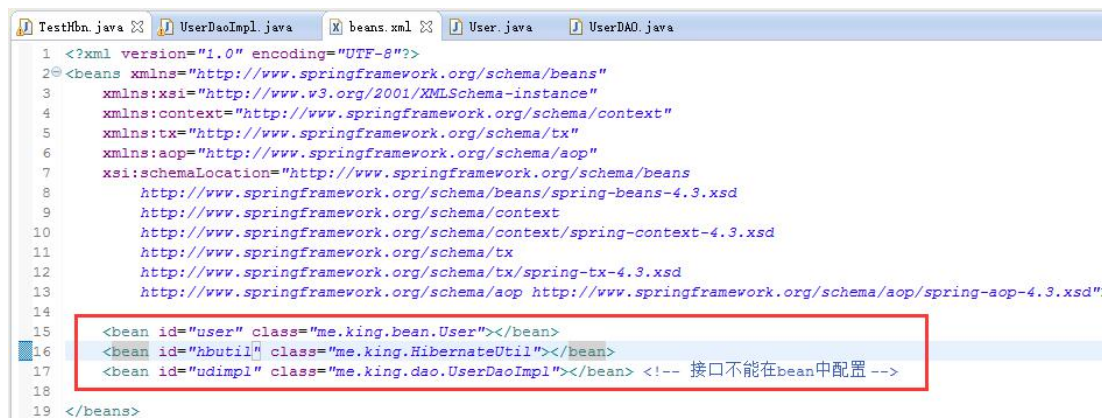 TestHbn.java UserDaoImpl.java beans.xml User.java UserDAO.java
1 <?xml version="1.0" encoding="UTF-8"?>
2 <beans xmlns="http://www.springframework.org/schema/beans"
3 xmlns:xsi="http://www.w3.org/2001/XMLSchema-instance"
4 xmlns:context="http://www.springframework.org/schema/context"
5 xmlns:tx="http://www.springframework.org/schema/tx"
6 xmlns:aop="http://www.springframework.org/schema/aop"
7 xsi:schemaLocation="http://www.springframework.org/schema/beans
8 http://www.springframework.org/schema/beans/spring-beans-4.3.xsd
9 http://www.springframework.org/schema/context
10 http://www.springframework.org/schema/context/spring-context-4.3.xsd
11 http://www.springframework.org/schema/tx
12 http://www.springframework.org/schema/tx/spring-tx-4.3.xsd
13 http://www.springframework.org/schema/aop http://www.springframework.org/schema/aop/spring-aop-4.3.xsd"
14
15 <bean id="user" class="me.king.bean.User"></bean>
16 <bean id="hbutil" class="me.king.HibernateUtil"></bean>
17 <bean id="udimpl" class="me.king.dao.UserDaoImpl"></bean> <!-- 接口不能在bean中配置 -->
18
19 </beans>